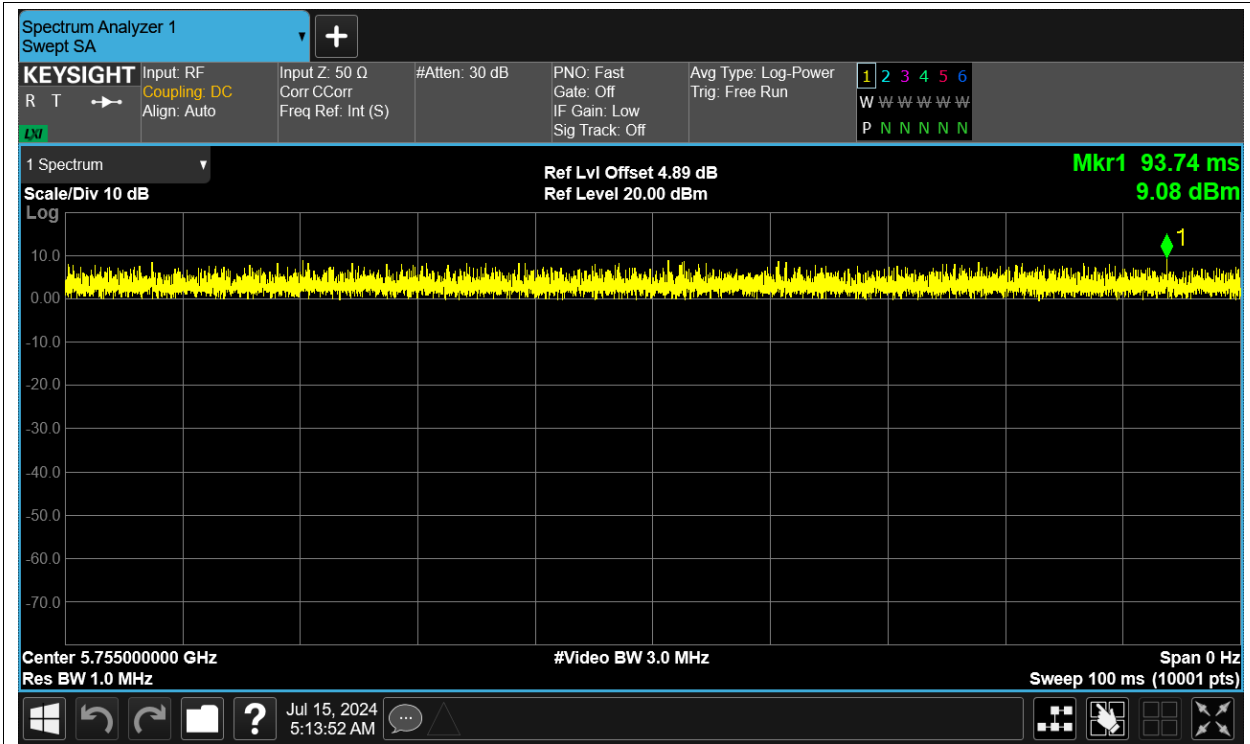 Spectrum Analyzer 1
Swept SA
KEYSIGHT
R T
LXI
Input: RF
Coupling: DC
Align: Auto
Input Z: 50 Ω
Corr CCorr
Freq Ref: Int (S)
#Atten: 30 dB
PNO: Fast
Gate: Off
IF Gain: Low
Sig Track: Off
Avg Type: Log-Power
Trig: Free Run
1 2 3 4 5 6
W W W W W W
P N N N N N
1 Spectrum
Scale/Div 10 dB
Log
Ref Lvl Offset 4.89 dB
Ref Level 20.00 dBm
Mkr1 93.74 ms
9.08 dBm
1
10.0
0.00
-10.0
-20.0
-30.0
-40.0
-50.0
-60.0
-70.0
Center 5.755000000 GHz
#Video BW 3.0 MHz
Span 0 Hz
Res BW 1.0 MHz
Sweep 100 ms (10001 pts)
?
Jul 15, 2024
5:13:52 AM